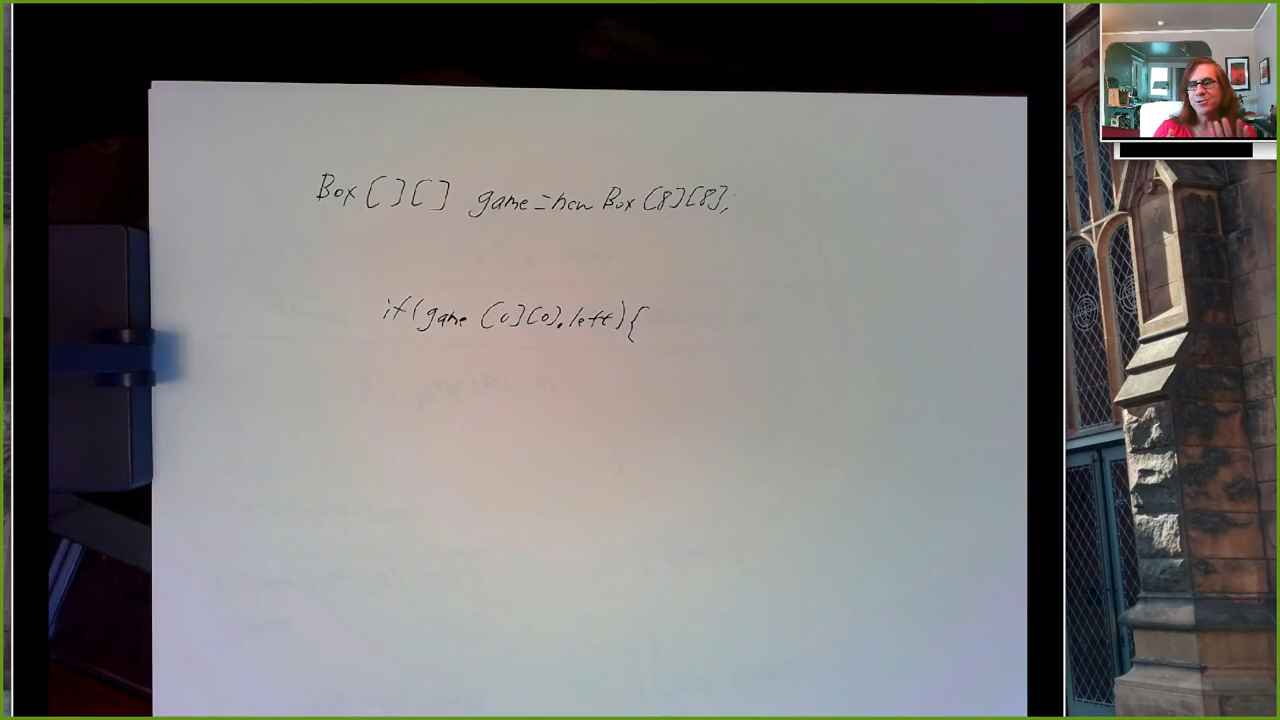 Box [][] game = new Box [8][8];
if (game [0][0].left) {